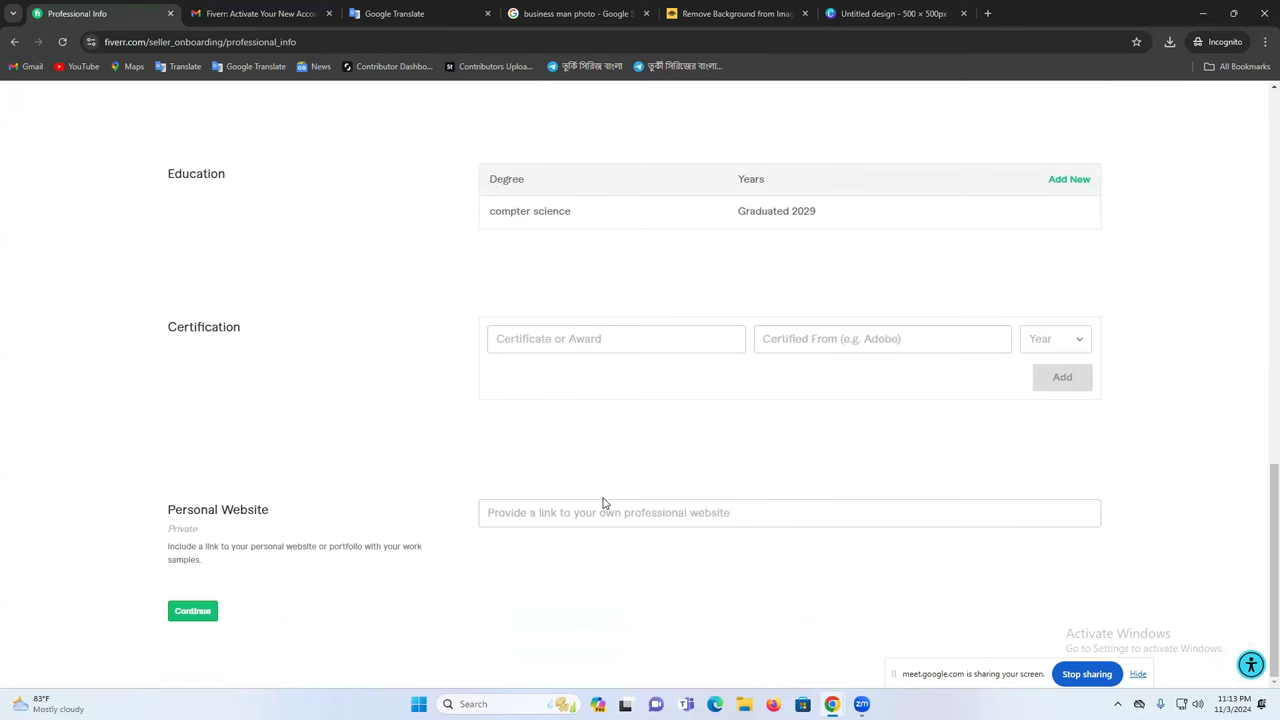 Professional Info
Fiverr: Activate Your New Accou
Google Translate
business man photo - Google S
Remove Background from Imag
Untitled design - 500 × 500px
fiverr.com/seller_onboarding/professional_info
Incognito
Gmail
YouTube
Maps
Translate
Google Translate
News
Contributor Dashbo...
Contributors Uploa...
তুর্কি সিরিজ বাংলা
তুর্কী সিরিজের বাংলা...
All Bookmarks
Education
Degree
Years
Add New
compter science
Graduated 2029
Certification
Certificate or Award
Certified From (e.g. Adobe)
Year
Add
Personal Website
Provide a link to your own professional website
Private
Include a link to your personal website or portfolio with your work
samples.
Continue
Activate Windows
Go to Settings to activate Windows.
meet.google.com is sharing your screen.
Stop sharing
Hide
83°F
Mostly cloudy
Search
11:13 PM
11/3/2024